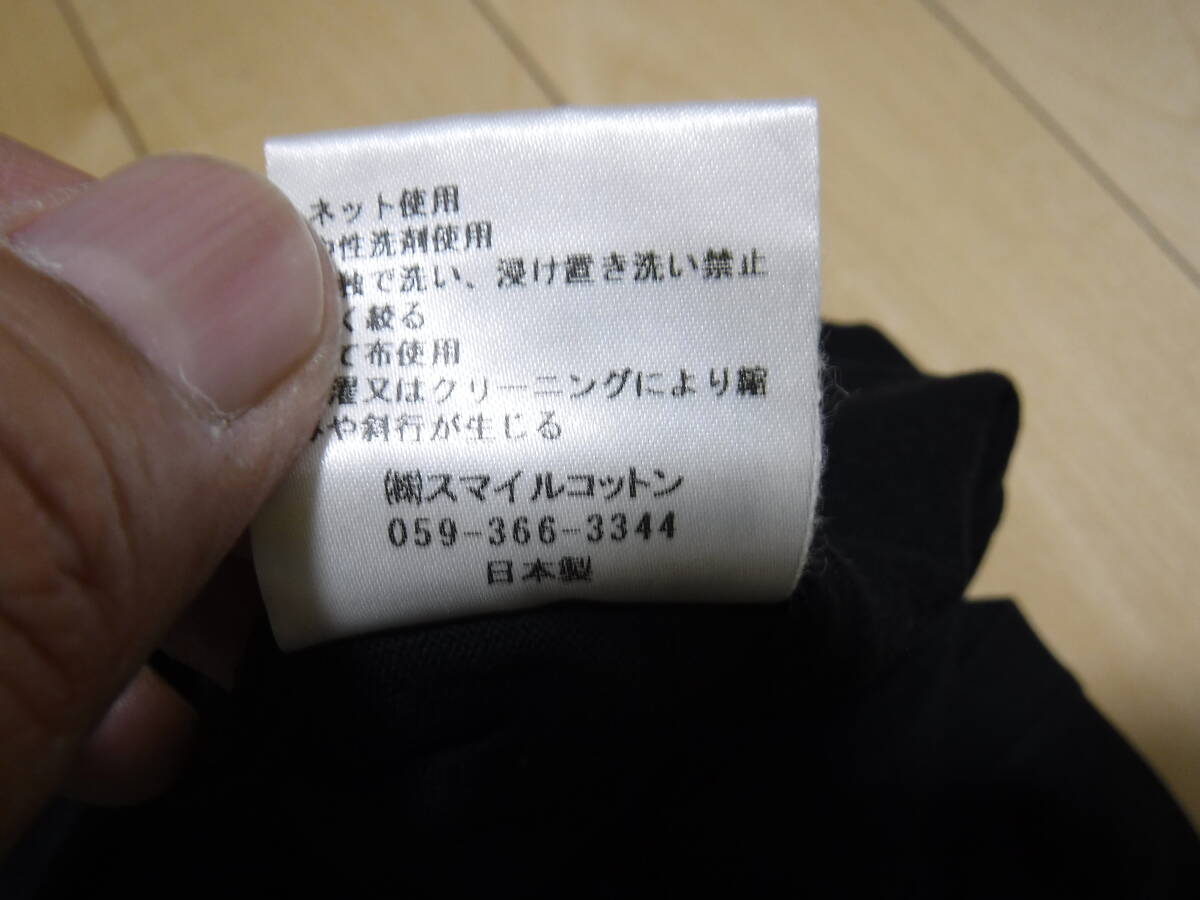 ネット使用
性洗剤使用
独で洗い、浸け置き洗い禁止
く絞る
て布使用
濯又はクリーニングにより縮
や斜行が生じる
㈱スマイルコットン
059-366-3344
日本製